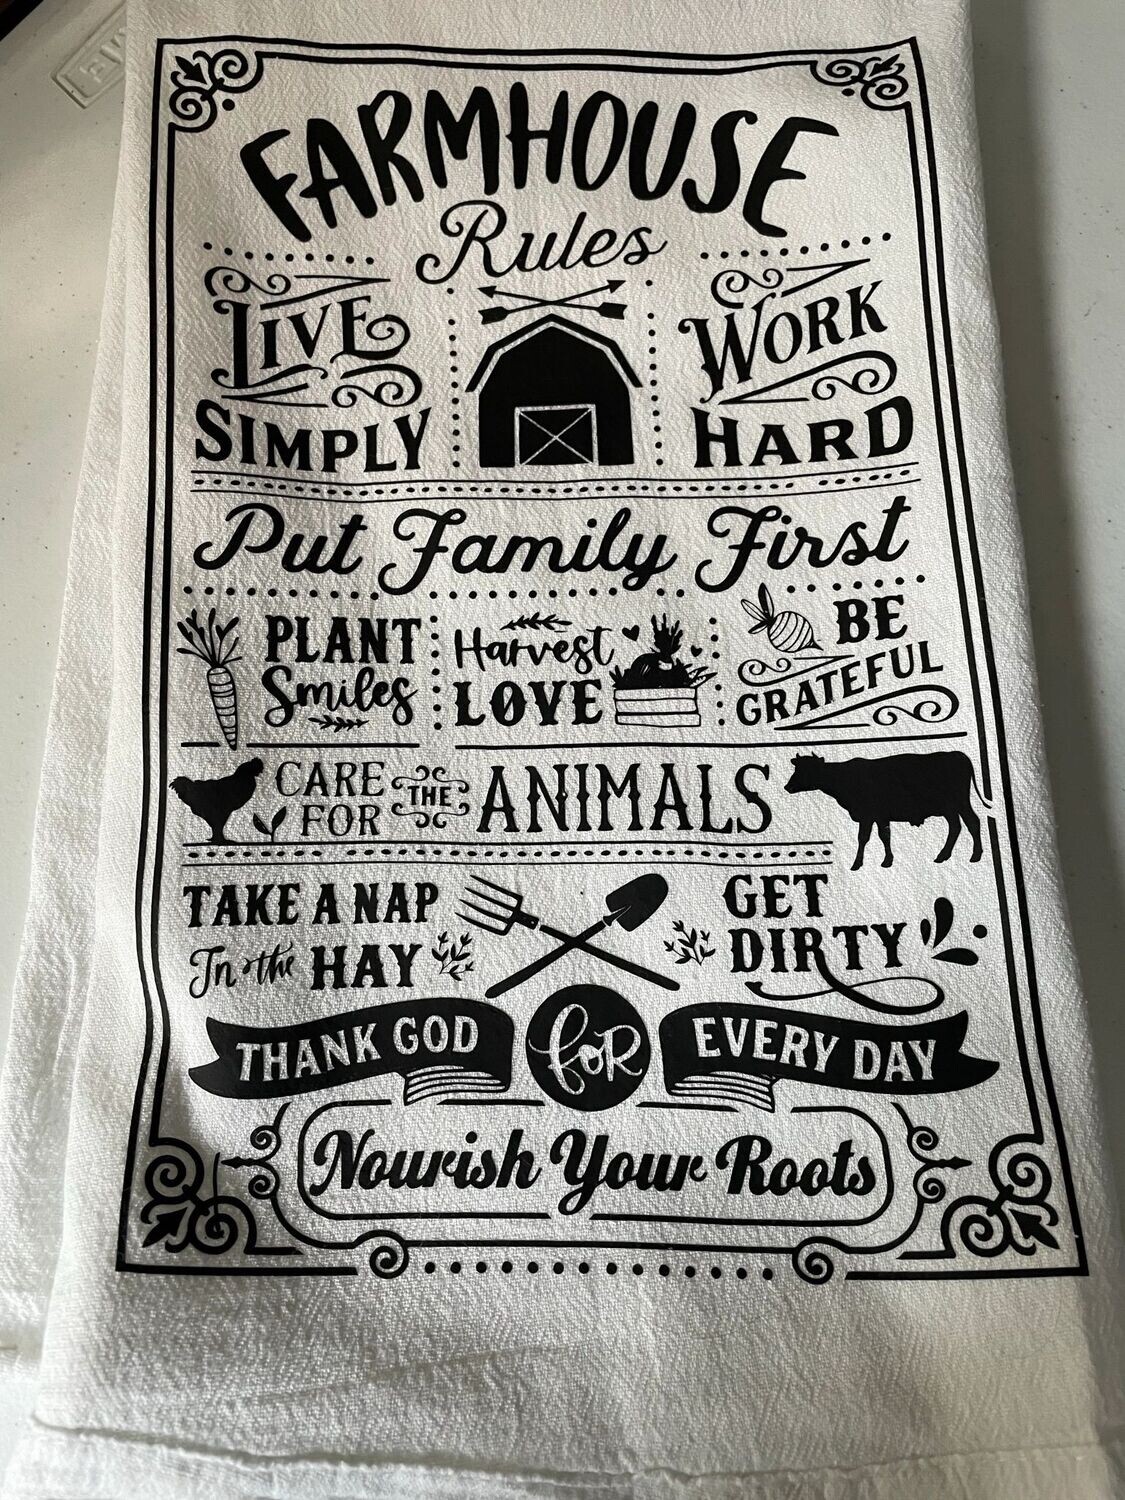 FARMHOUSE
Rules
LIVE
SIMPLY
WORK
HARD
Put Family First
PLANT
Smiles
Harvest
LOVE
BE
GRATEFUL
CARE
FOR
THE
ANIMALS
TAKE A NAP
In the HAY
GET
DIRTY
THANK GOD for EVERY DAY
Nourish Your Roots